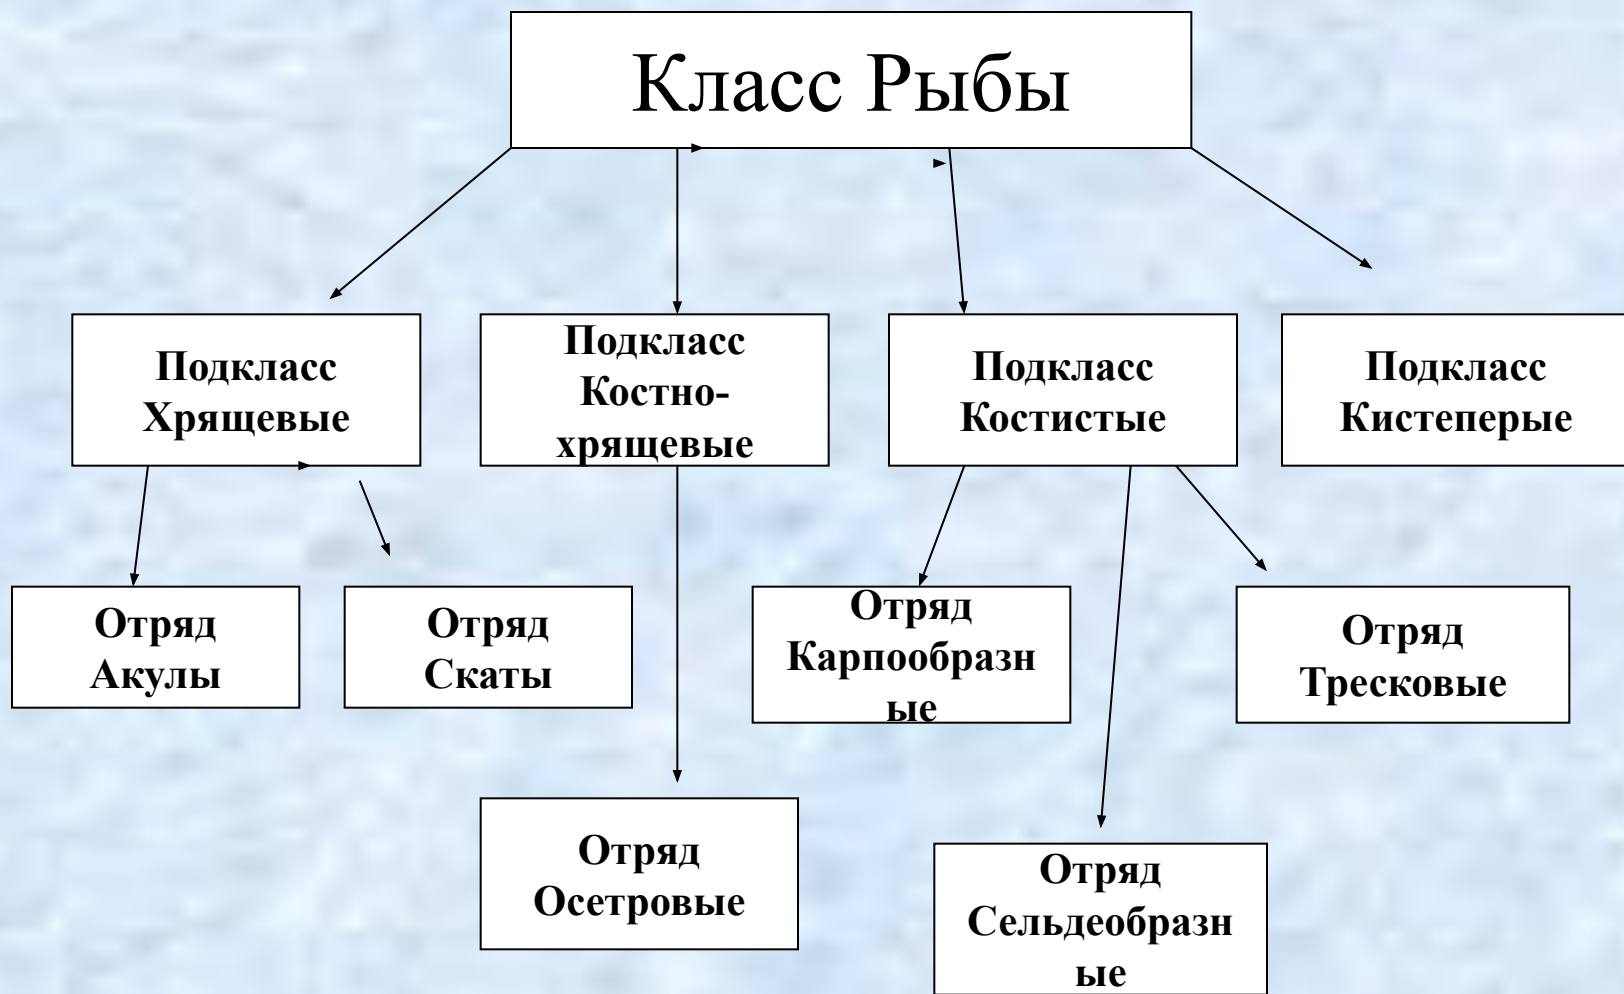 Класс Рыбы
Подкласс
Хрящевые
Подкласс
Костно-
хрящевые
Подкласс
Костистые
Подкласс
Кистеперые
Отряд
Акулы
Отряд
Скаты
Отряд
Карпообразн
ые
Отряд
Тресковые
Отряд
Осетровые
Отряд
Сельдеобразн
ые